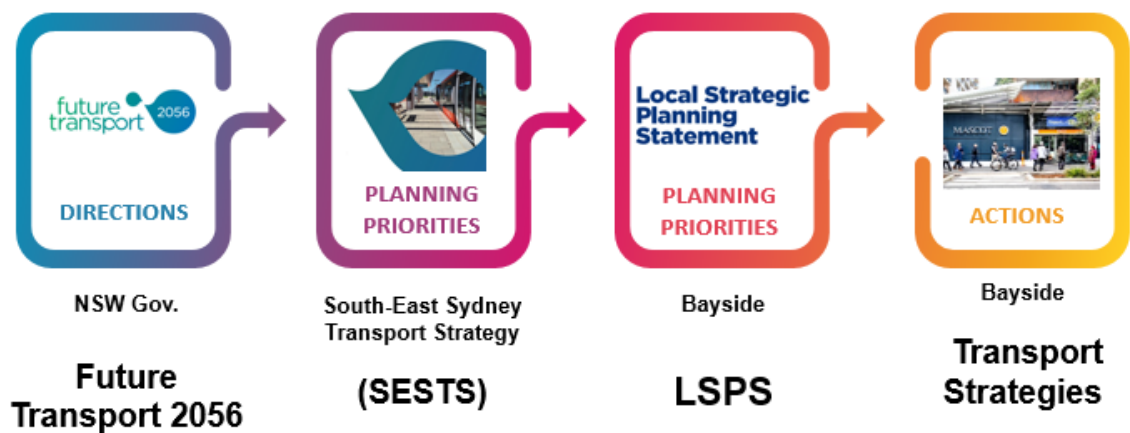 future
transport
2056
DIRECTIONS
NSW Gov.
Future
Transport 2056
PLANNING
PRIORITIES
South-East Sydney
Transport Strategy
(SESTS)
Local Strategic
Planning
Statement
PLANNING
PRIORITIES
Bayside
LSPS
MASCOT
ACTIONS
Bayside
Transport
Strategies